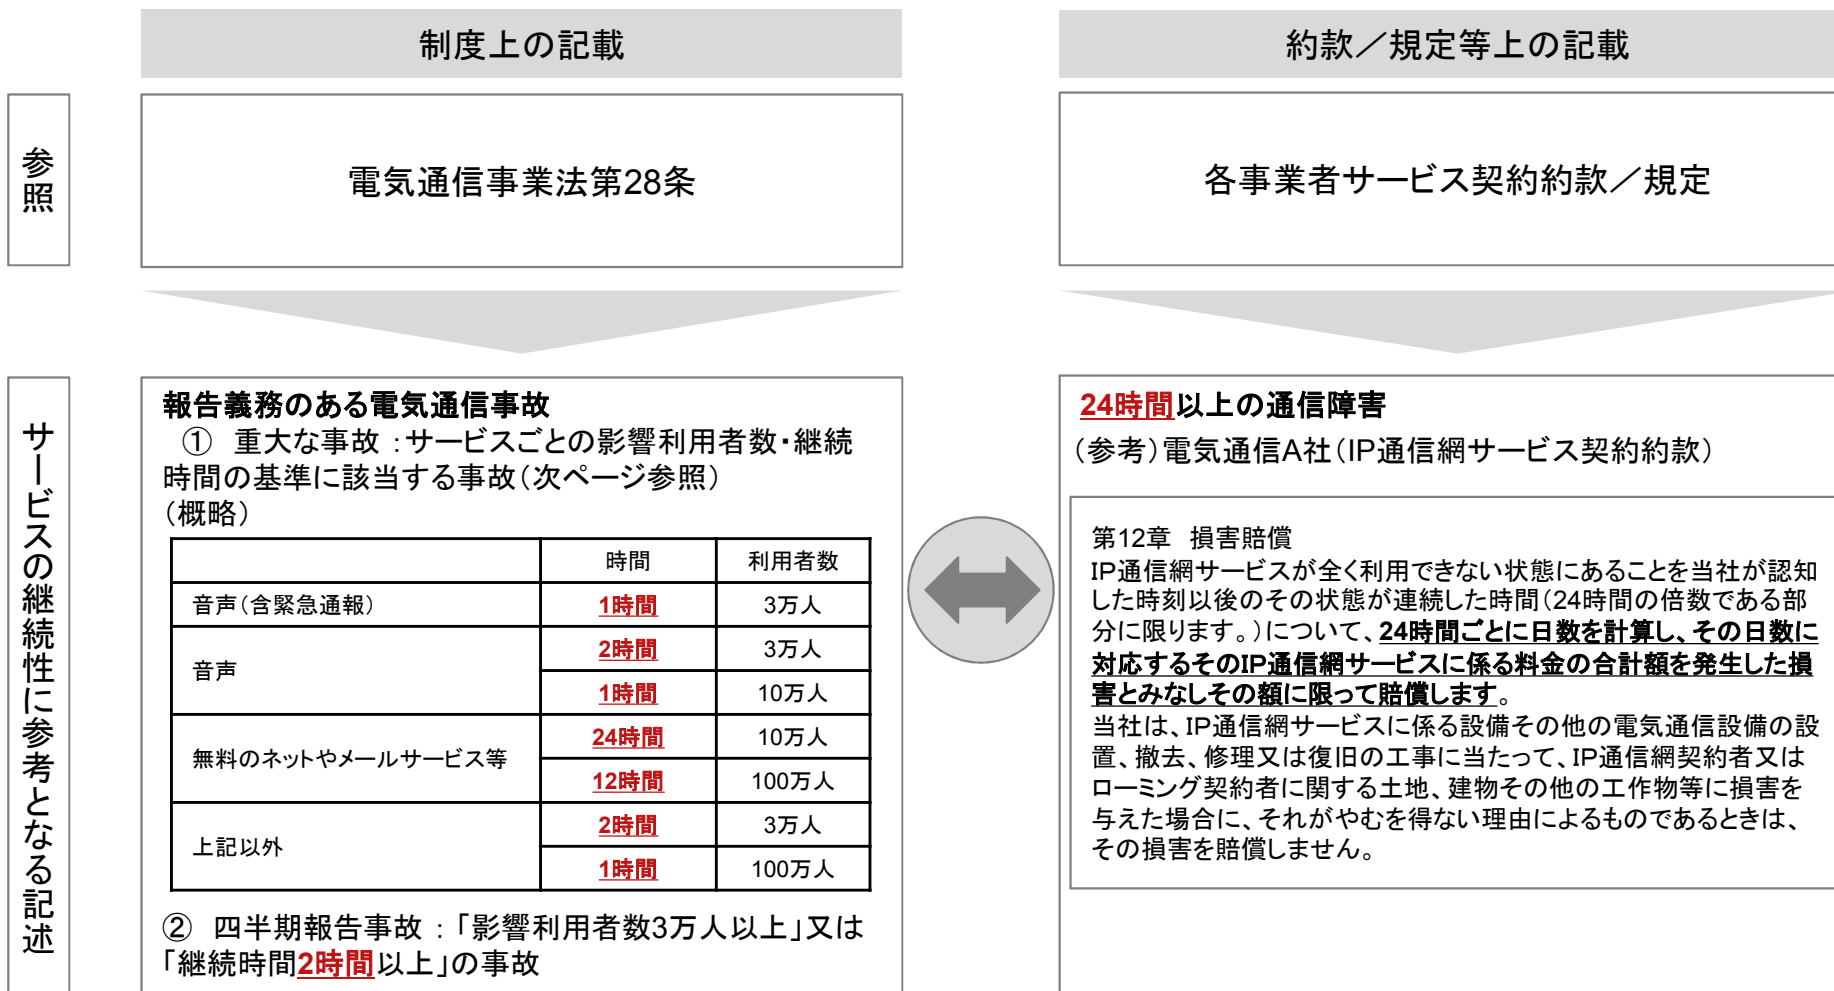 制度上の記載
約款／規定等上の記載
参照
電気通信事業法第28条
各事業者サービス契約約款／規定
サービスの継続性に参考となる記述
報告義務のある電気通信事故
① 重大な事故：サービスごとの影響利用者数・継続
時間の基準に該当する事故（次ページ参照）
（概略）
時間 利用者数
音声（含緊急通報） 1時間 3万人
音声 2時間 3万人
1時間 10万人
無料のネットやメールサービス等 24時間 10万人
12時間 100万人
上記以外 2時間 3万人
1時間 100万人
② 四半期報告事故：「影響利用者数3万人以上」又は
「継続時間2時間以上」の事故
24時間以上の通信障害
（参考）電気通信A社（IP通信網サービス契約約款）
第12章 損害賠償
IP通信網サービスが全く利用できない状態にあることを当社が認知
した時刻以後のその状態が連続した時間（24時間の倍数である部
分に限ります。）について、24時間ごとに日数を計算し、その日数に
対応するそのIP通信網サービスに係る料金の合計額を発生した損
害とみなしその額に限って賠償します。
当社は、IP通信網サービスに係る設備その他の電気通信設備の設
置、撤去、修理又は復旧の工事に当たって、IP通信網契約者又は
ローミング契約者に関する土地、建物その他の工作物等に損害を
与えた場合に、それがやむを得ない理由によるものであるときは、
その損害を賠償しません。